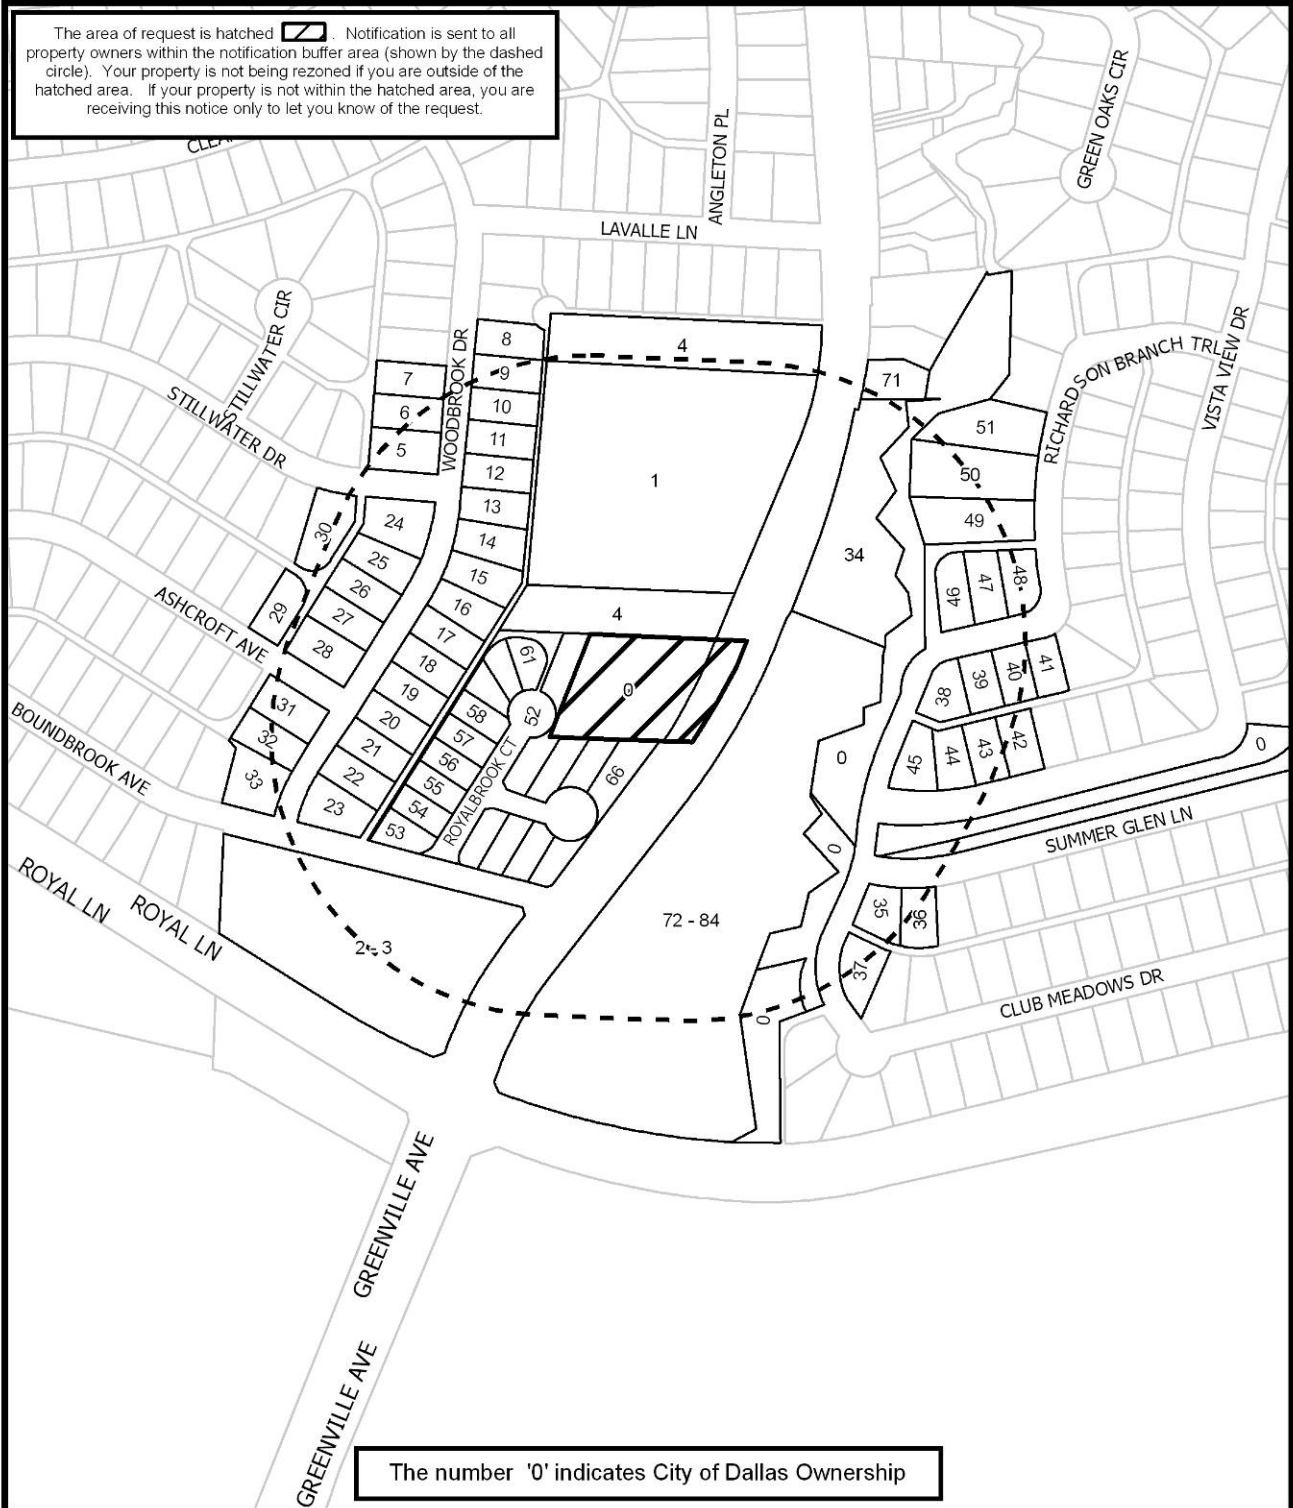 The area of request is hatched . Notification is sent to all
property owners within the notification buffer area (shown by the dashed
circle). Your property is not being rezoned if you are outside of the
hatched area. If your property is not within the hatched area, you are
receiving this notice only to let you know of the request.
GREEN OAKS CIR
ANGLETON PL
LAVALLE LN
STILLWATER CIR
STILLWATER DR
WOODBROOK DR
RICHARDSON BRANCH TRL
VISTA VIEW DR
8
4
7
9
71
6
10
51
5
11
12
1
50
13
49
30
24
14
34
25
15
48
47
46
26
16
4
29
27
17
ASHCROFT AVE
28
18
61
41
40
39
38
19
0
31
20
58
52
32
21
57
42
43
44
45
0
0
33
22
56
66
55
54
23
53
ROYALBROOK CT
BOUNDBROOK AVE
0
SUMMER GLEN LN
ROYAL LN
ROYAL LN
72 - 84
35
36
2 - 3
37
CLUB MEADOWS DR
0
GREENVILLE AVE
GREENVILLE AVE
The number '0' indicates City of Dallas Ownership